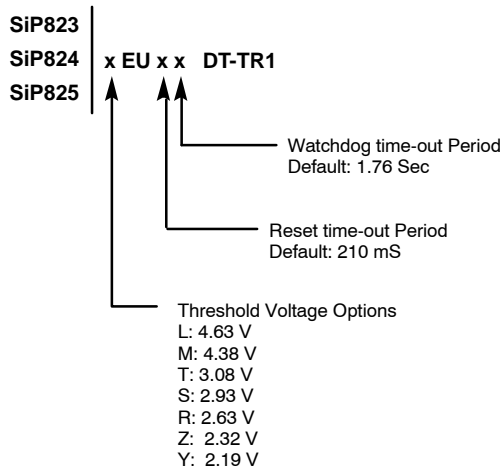 SiP823
SiP824 x EU x x DT-TR1
SiP825
Watchdog time-out Period
Default: 1.76 Sec
Reset time-out Period
Default: 210 mS
Threshold Voltage Options
L: 4.63 V
M: 4.38 V
T: 3.08 V
S: 2.93 V
R: 2.63 V
Z: 2.32 V
Y: 2.19 V